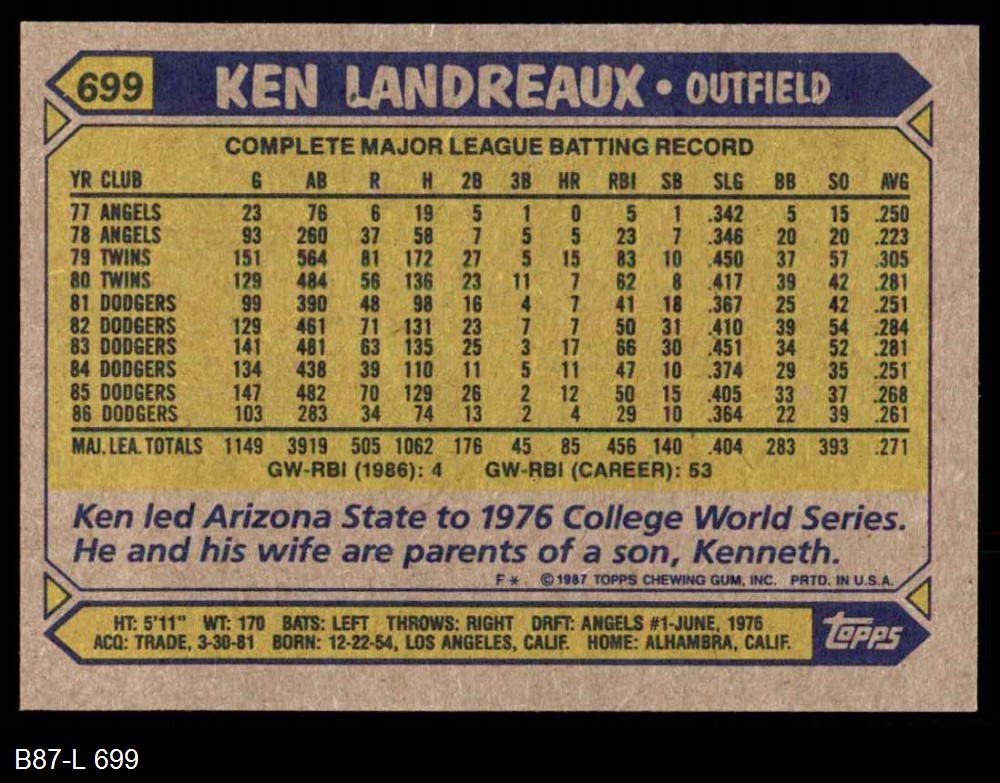 699 KEN LANDREAUX • OUTFIELD
COMPLETE MAJOR LEAGUE BATTING RECORD
YR CLUB G AB R H 2B 3B HR RBI SB SLG BB SO AVG
77 ANGELS 23 76 6 19 5 1 0 5 1 .342 5 15 .250
78 ANGELS 93 260 37 58 7 5 5 23 7 .346 20 20 .223
79 TWINS 151 564 81 172 27 5 15 83 10 .450 37 57 .305
80 TWINS 129 484 56 136 23 11 7 62 8 .417 39 42 .281
81 DODGERS 99 390 48 98 16 4 7 41 18 .367 25 42 .251
82 DODGERS 129 461 71 131 23 7 7 50 31 .410 39 54 .284
83 DODGERS 141 481 63 135 25 3 17 66 30 .451 34 52 .281
84 DODGERS 134 438 39 110 11 5 11 47 10 .374 29 35 .251
85 DODGERS 147 482 70 129 26 2 12 50 15 .405 33 37 .268
86 DODGERS 103 283 34 74 13 2 4 29 10 .364 22 39 .261
MAJ. LEA. TOTALS 1149 3919 505 1062 176 45 85 456 140 .404 283 393 .271
GW-RBI (1986): 4 GW-RBI (CAREER): 53
Ken led Arizona State to 1976 College World Series.
He and his wife are parents of a son, Kenneth.
F* ©1987 TOPPS CHEWING GUM, INC. PRTD. IN U.S.A.
HT: 5'11" WT: 170 BATS: LEFT THROWS: RIGHT DRFT: ANGELS #1-JUNE, 1976
ACQ: TRADE, 3-30-81 BORN: 12-22-54, LOS ANGELES, CALIF. HOME: ALHAMBRA, CALIF.
topps
B87-L 699